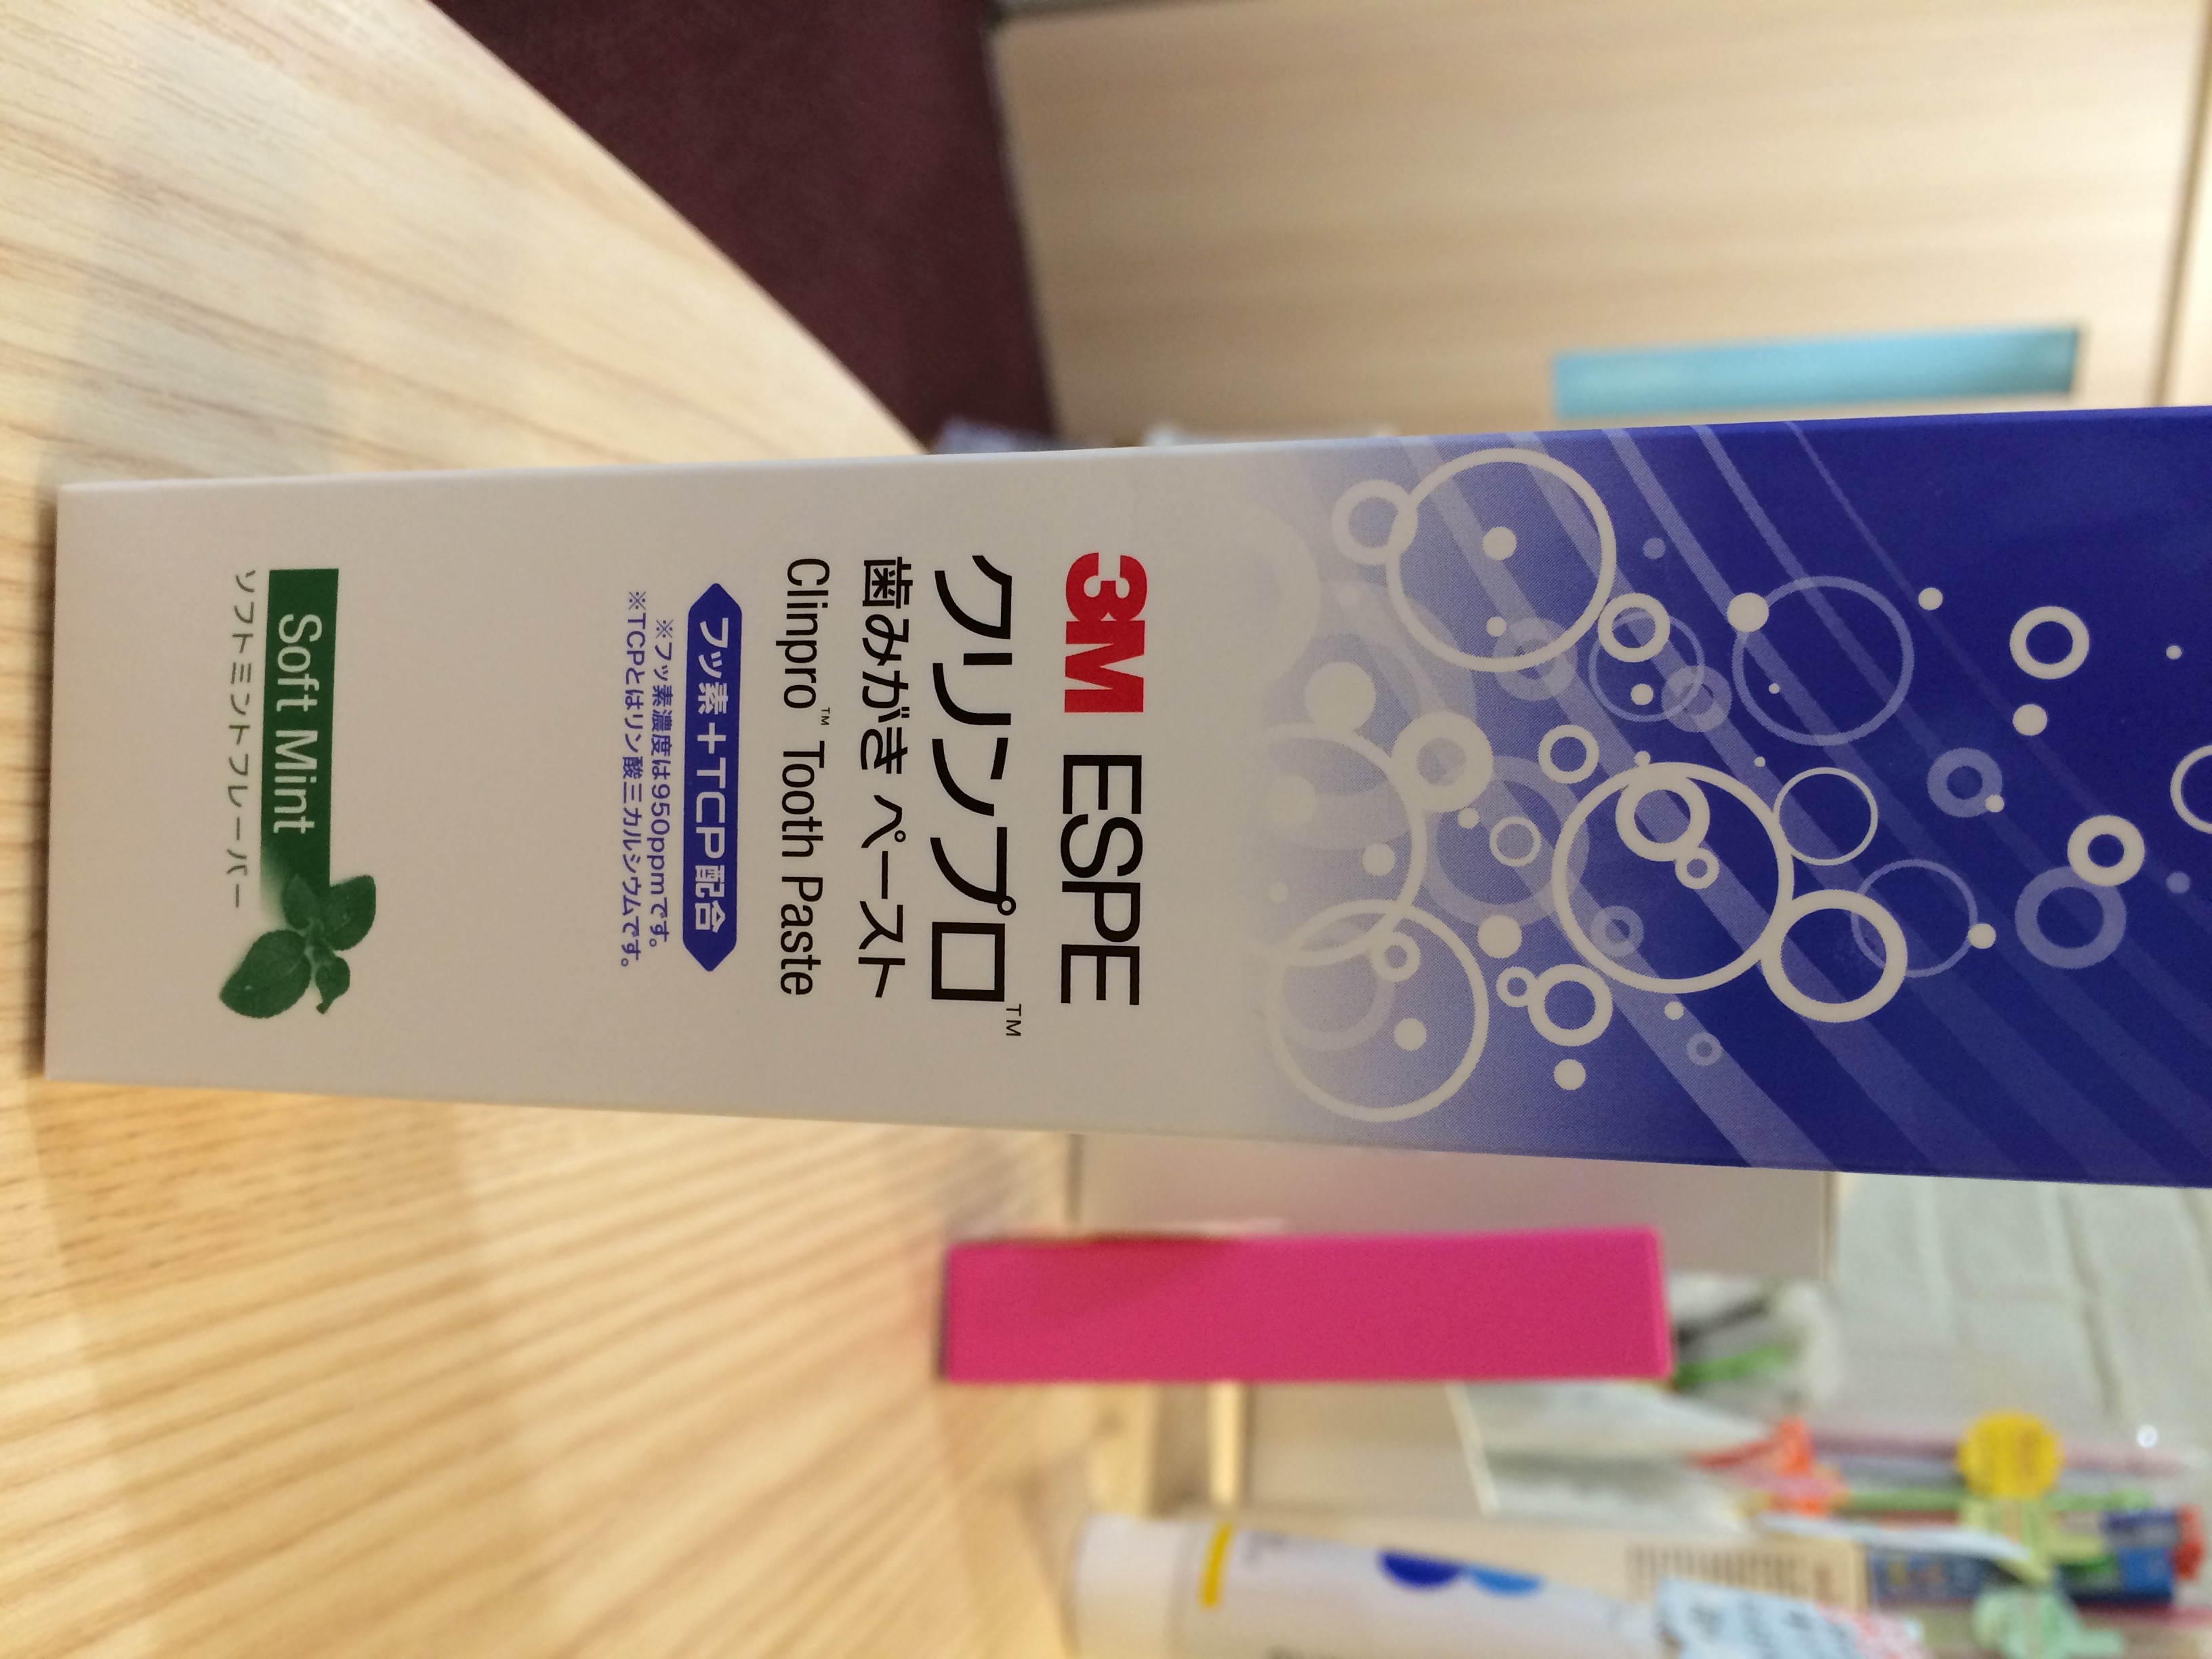 3M ESPE
クリンプロ™
歯みがき ペースト
Clinpro™ Tooth Paste
フッ素+TCP配合
※フッ素濃度は950ppmです。
※TCPとはリン酸三カルシウムです。
Soft Mint
ソフトミントフレーバー